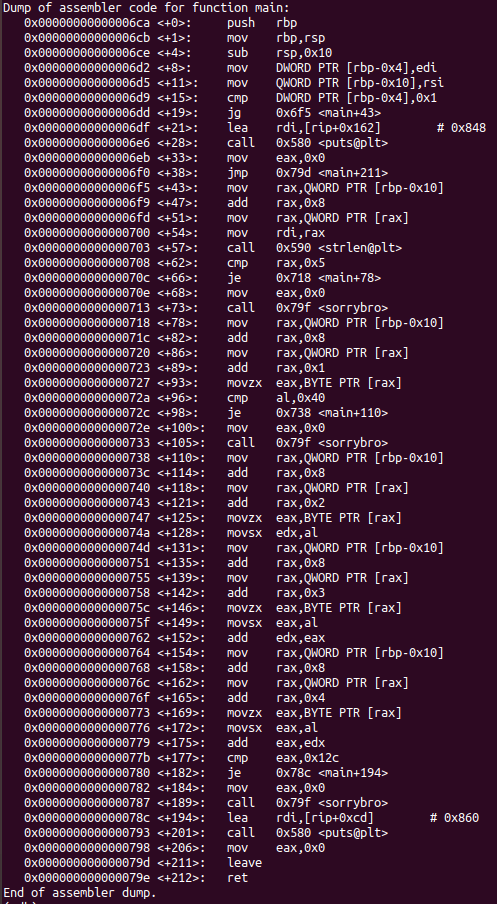 Dump of assembler code for function main:
   0x00000000000006ca <+0>:     push   rbp
   0x00000000000006cb <+1>:     mov    rbp,rsp
   0x00000000000006ce <+4>:     sub    rsp,0x10
   0x00000000000006d2 <+8>:     mov    DWORD PTR [rbp-0x4],edi
   0x00000000000006d5 <+11>:    mov    QWORD PTR [rbp-0x10],rsi
   0x00000000000006d9 <+15>:    cmp    DWORD PTR [rbp-0x4],0x1
   0x00000000000006dd <+19>:    jg     0x6f5 <main+43>
   0x00000000000006df <+21>:    lea    rdi,[rip+0x162]        # 0x848
   0x00000000000006e6 <+28>:    call   0x580 <puts@plt>
   0x00000000000006eb <+33>:    mov    eax,0x0
   0x00000000000006f0 <+38>:    jmp    0x79d <main+211>
   0x00000000000006f5 <+43>:    mov    rax,QWORD PTR [rbp-0x10]
   0x00000000000006f9 <+47>:    add    rax,0x8
   0x00000000000006fd <+51>:    mov    rax,QWORD PTR [rax]
   0x0000000000000700 <+54>:    mov    rdi,rax
   0x0000000000000703 <+57>:    call   0x590 <strlen@plt>
   0x0000000000000708 <+62>:    cmp    rax,0x5
   0x000000000000070c <+66>:    je     0x718 <main+78>
   0x000000000000070e <+68>:    mov    eax,0x0
   0x0000000000000713 <+73>:    call   0x79f <sorrybro>
   0x0000000000000718 <+78>:    mov    rax,QWORD PTR [rbp-0x10]
   0x000000000000071c <+82>:    add    rax,0x8
   0x0000000000000720 <+86>:    mov    rax,QWORD PTR [rax]
   0x0000000000000723 <+89>:    add    rax,0x1
   0x0000000000000727 <+93>:    movzx  eax,BYTE PTR [rax]
   0x000000000000072a <+96>:    cmp    al,0x40
   0x000000000000072c <+98>:    je     0x738 <main+110>
   0x000000000000072e <+100>:   mov    eax,0x0
   0x0000000000000733 <+105>:   call   0x79f <sorrybro>
   0x0000000000000738 <+110>:   mov    rax,QWORD PTR [rbp-0x10]
   0x000000000000073c <+114>:   add    rax,0x8
   0x0000000000000740 <+118>:   mov    rax,QWORD PTR [rax]
   0x0000000000000743 <+121>:   add    rax,0x2
   0x0000000000000747 <+125>:   movzx  eax,BYTE PTR [rax]
   0x000000000000074a <+128>:   movsx  edx,al
   0x000000000000074d <+131>:   mov    rax,QWORD PTR [rbp-0x10]
   0x0000000000000751 <+135>:   add    rax,0x8
   0x0000000000000755 <+139>:   mov    rax,QWORD PTR [rax]
   0x0000000000000758 <+142>:   add    rax,0x3
   0x000000000000075c <+146>:   movzx  eax,BYTE PTR [rax]
   0x000000000000075f <+149>:   movsx  eax,al
   0x0000000000000762 <+152>:   add    edx,eax
   0x0000000000000764 <+154>:   mov    rax,QWORD PTR [rbp-0x10]
   0x0000000000000768 <+158>:   add    rax,0x8
   0x000000000000076c <+162>:   mov    rax,QWORD PTR [rax]
   0x000000000000076f <+165>:   add    rax,0x4
   0x0000000000000773 <+169>:   movzx  eax,BYTE PTR [rax]
   0x0000000000000776 <+172>:   movsx  eax,al
   0x0000000000000779 <+175>:   add    eax,edx
   0x000000000000077b <+177>:   cmp    eax,0x12c
   0x0000000000000780 <+182>:   je     0x78c <main+194>
   0x0000000000000782 <+184>:   mov    eax,0x0
   0x0000000000000787 <+189>:   call   0x79f <sorrybro>
   0x000000000000078c <+194>:   lea    rdi,[rip+0xcd]        # 0x860
   0x0000000000000793 <+201>:   call   0x580 <puts@plt>
   0x0000000000000798 <+206>:   mov    eax,0x0
   0x000000000000079d <+211>:   leave
   0x000000000000079e <+212>:   ret
End of assembler dump.